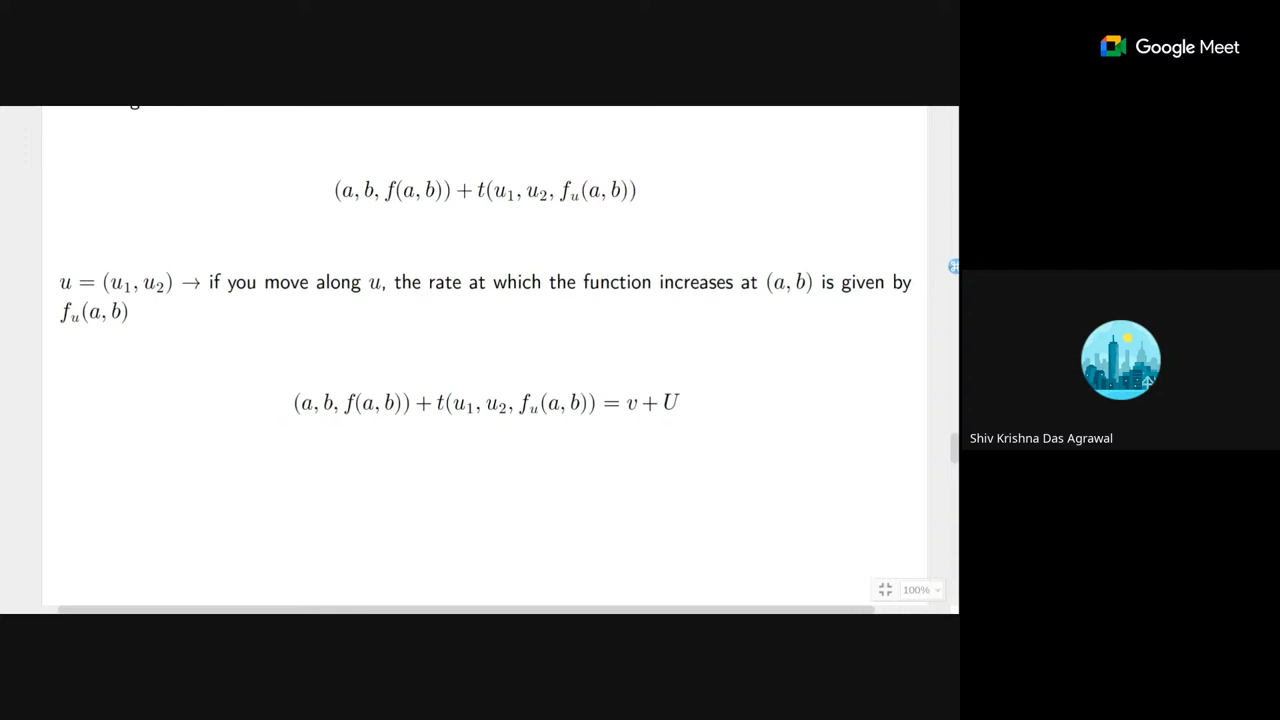 Google Meet
(a, b, f(a, b)) + t(u₁, u₂, fᵤ(a, b))
u = (u₁, u₂) → if you move along u, the rate at which the function increases at (a, b) is given by
fᵤ(a, b)
(a, b, f(a, b)) + t(u₁, u₂, fᵤ(a, b)) = v + U
Shiv Krishna Das Agrawal
100%